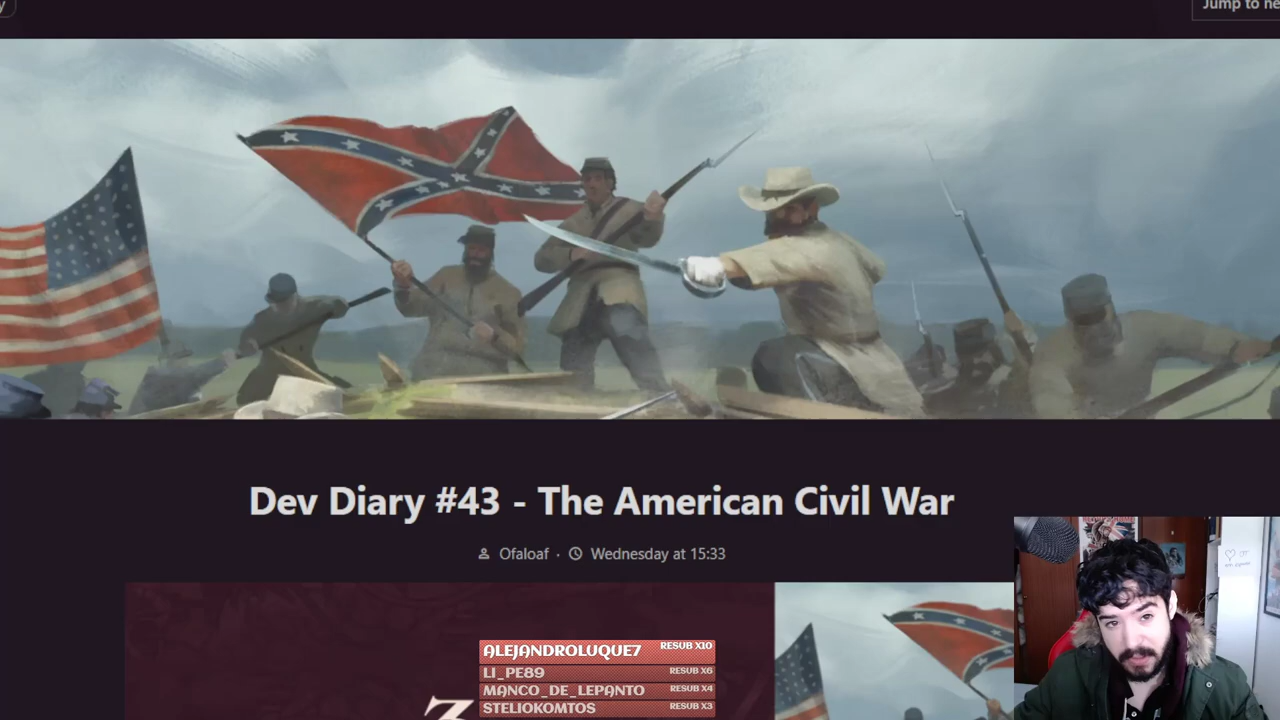 Jump to ne
Dev Diary #43 - The American Civil War
Ofaloaf · Wednesday at 15:33
ALEJANDROLUQUE7 RESUB X10
LI_PE89 RESUB X6
MANCO_DE_LEPANTO RESUB X4
STELIOKOMTOS RESUB X3
3